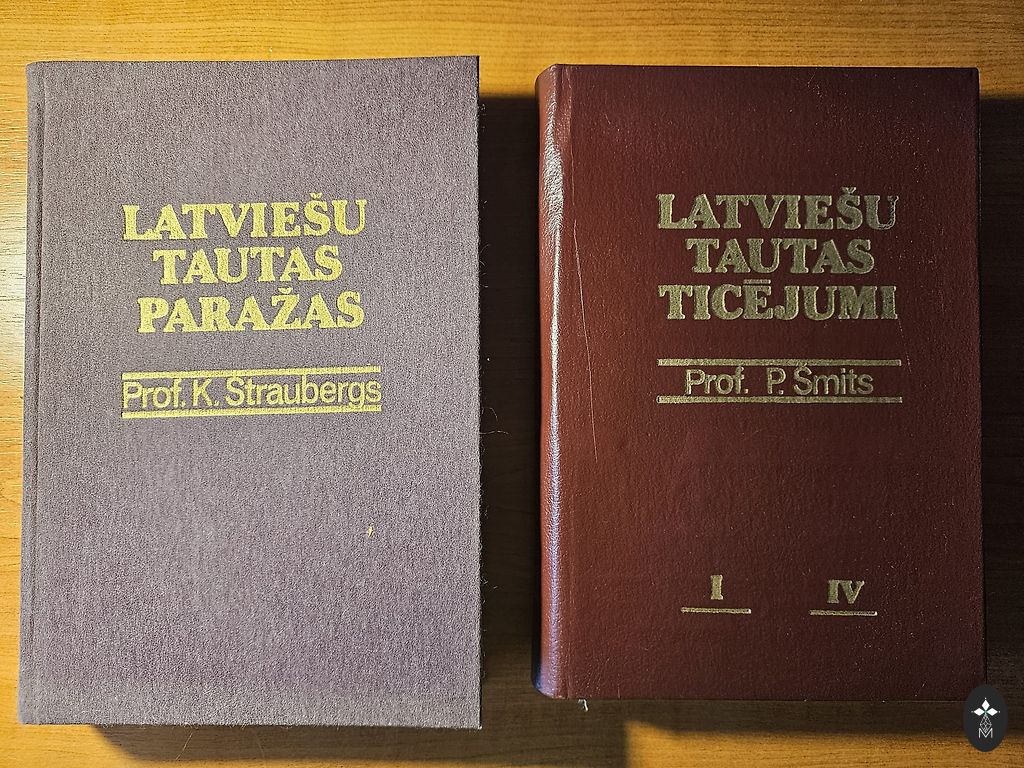 LATVIEŠU
TAUTAS
PARAŽAS
Prof. K. Straubergs
LATVIEŠU
TAUTAS
TICĒJUMI
Prof. P. Šmits
I IV
M